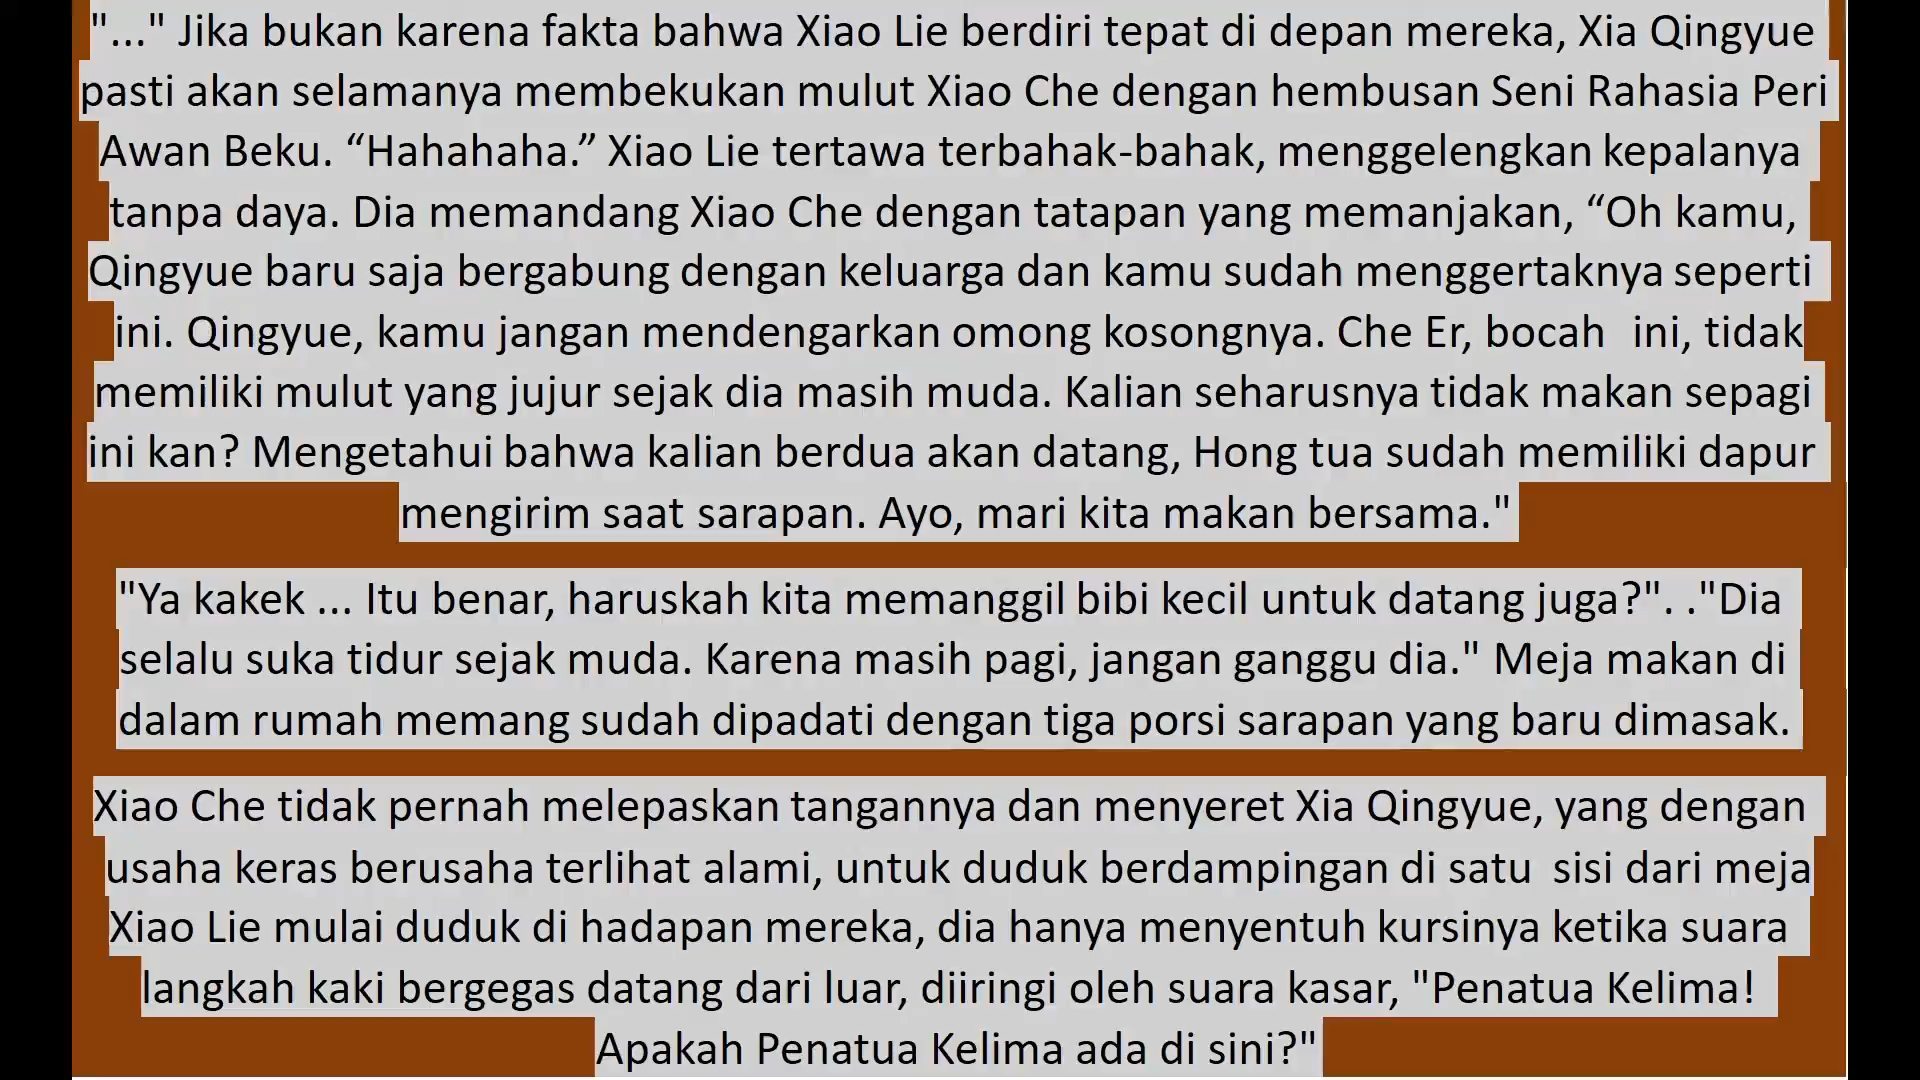 "..." Jika bukan karena fakta bahwa Xiao Lie berdiri tepat di depan mereka, Xia Qingyue
pasti akan selamanya membekukan mulut Xiao Che dengan hembusan Seni Rahasia Peri
Awan Beku. “Hahahaha.” Xiao Lie tertawa terbahak-bahak, menggelengkan kepalanya
tanpa daya. Dia memandang Xiao Che dengan tatapan yang memanjakan, “Oh kamu,
Qingyue baru saja bergabung dengan keluarga dan kamu sudah menggertaknya seperti
ini. Qingyue, kamu jangan mendengarkan omong kosongnya. Che Er, bocah ini, tidak
memiliki mulut yang jujur sejak dia masih muda. Kalian seharusnya tidak makan sepagi
ini kan? Mengetahui bahwa kalian berdua akan datang, Hong tua sudah memiliki dapur
mengirim saat sarapan. Ayo, mari kita makan bersama."
"Ya kakek ... Itu benar, haruskah kita memanggil bibi kecil untuk datang juga?". ."Dia
selalu suka tidur sejak muda. Karena masih pagi, jangan ganggu dia." Meja makan di
dalam rumah memang sudah dipadati dengan tiga porsi sarapan yang baru dimasak.
Xiao Che tidak pernah melepaskan tangannya dan menyeret Xia Qingyue, yang dengan
usaha keras berusaha terlihat alami, untuk duduk berdampingan di satu sisi dari meja
Xiao Lie mulai duduk di hadapan mereka, dia hanya menyentuh kursinya ketika suara
langkah kaki bergegas datang dari luar, diiringi oleh suara kasar, "Penatua Kelima!
Apakah Penatua Kelima ada di sini?"